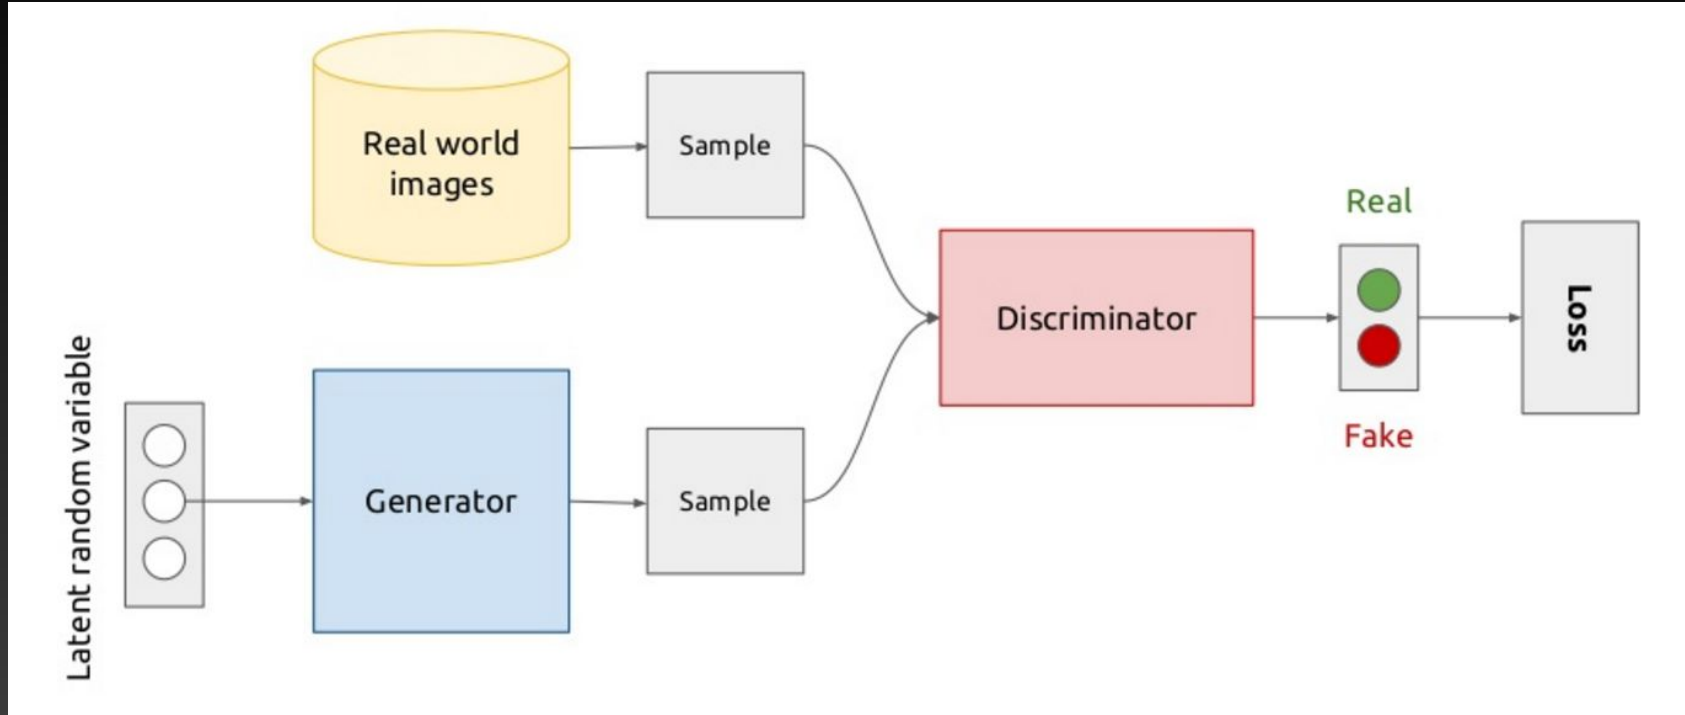 Real world
images
Sample
Latent random variable
Generator
Sample
Discriminator
Real
Fake
Loss